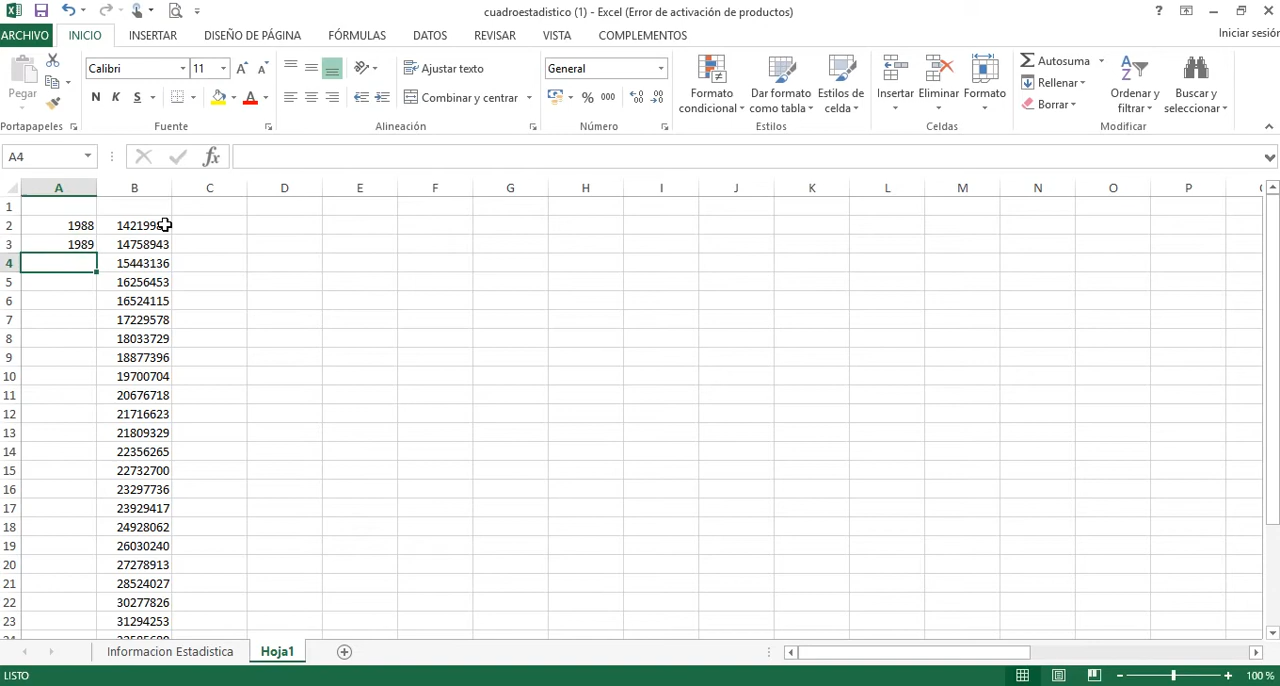 cuadroestadistico (1) - Excel (Error de activación de productos)
ARCHIVO INICIO INSERTAR DISEÑO DE PÁGINA FÓRMULAS DATOS REVISAR VISTA COMPLEMENTOS Iniciar sesión
Calibri 11 Ajustar texto General Autosuma
Pegar N K S Combinar y centrar % 000 Formato condicional Dar formato como tabla Estilos de celda Insertar Eliminar Formato Rellenar Borrar Ordenar y filtrar Buscar y seleccionar
Portapapeles Fuente Alineación Número Estilos Celdas Modificar
A4 fx
A B C D E F G H I J K L M N O P
1
2 1988
3 1989 14758943
4 15443136
5 16256453
6 16524115
7 17229578
8 18033729
9 18877396
10 19700704
11 20676718
12 21716623
13 21809329
14 22356265
15 22732700
16 23297736
17 23929417
18 24928062
19 26030240
20 27278913
21 28524027
22 30277826
23 31294253
Informacion Estadistica Hoja1
LISTO 100 %